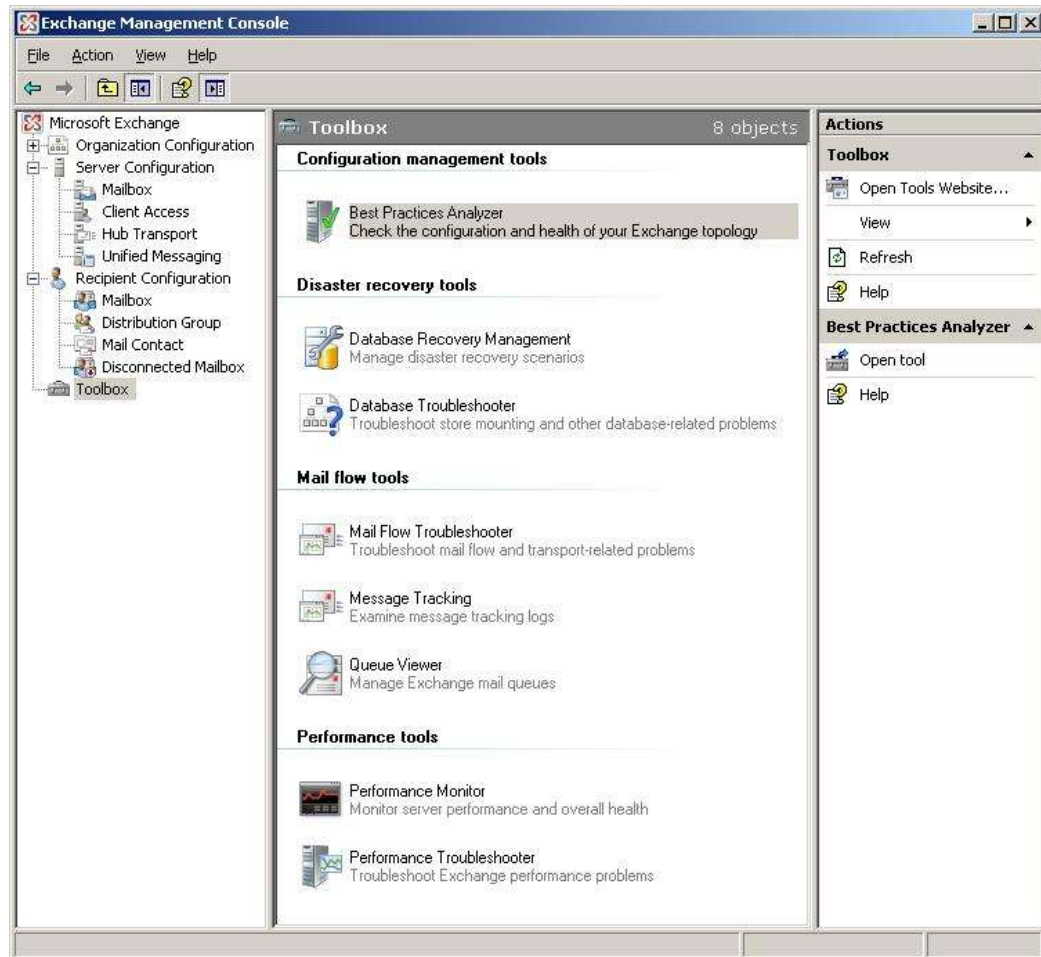 Exchange Management Console
File Action View Help
Microsoft Exchange
Organization Configuration
Server Configuration
Mailbox
Client Access
Hub Transport
Unified Messaging
Recipient Configuration
Mailbox
Distribution Group
Mail Contact
Disconnected Mailbox
Toolbox
Toolbox 8 objects
Configuration management tools
Best Practices Analyzer
Check the configuration and health of your Exchange topology
Disaster recovery tools
Database Recovery Management
Manage disaster recovery scenarios
Database Troubleshooter
Troubleshoot store mounting and other database-related problems
Mail flow tools
Mail Flow Troubleshooter
Troubleshoot mail flow and transport-related problems
Message Tracking
Examine message tracking logs
Queue Viewer
Manage Exchange mail queues
Performance tools
Performance Monitor
Monitor server performance and overall health
Performance Troubleshooter
Troubleshoot Exchange performance problems
Actions
Toolbox
Open Tools Website...
View
Refresh
Help
Best Practices Analyzer
Open tool
Help